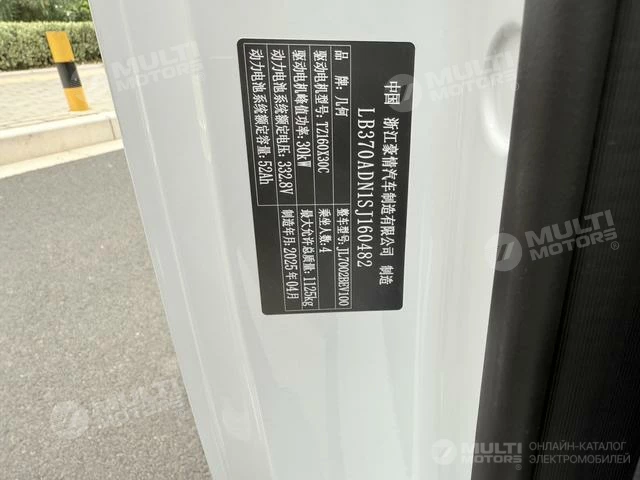 中国 浙江豪情汽车制造有限公司 制造
LB370ADN1SJ160482
品 牌:几何 整车型号:JL7002BEV100
驱动电机型号:TZ160X130C 乘坐人数:4
驱动电机峰值功率:30kW 最大允许总质量:1125kg
动力电池系统额定电压:332.8V 制造年月:2025年04月
动力电池系统额定容量:52Ah
MULTI MOTORS
MULTI MOTORS
MULTI MOTORS
MULTI MOTORS
MULTI MOTORS
MULTI MOTORS
ОНЛАЙН-КАТАЛОГ
ЭЛЕКТРОМОБИЛЕЙ